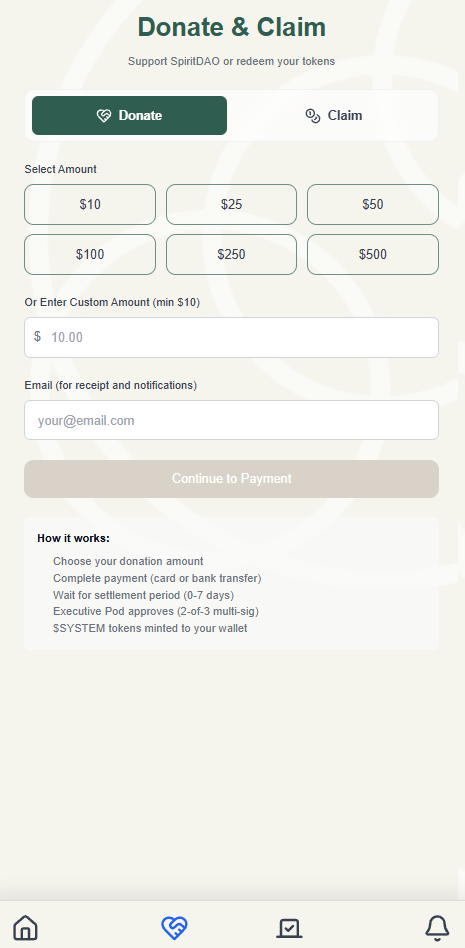 Donate & Claim
Support SpiritDAO or redeem your tokens
Donate Claim
Select Amount
$10 $25 $50
$100 $250 $500
Or Enter Custom Amount (min $10)
$ 10.00
Email (for receipt and notifications)
your@email.com
Continue to Payment
How it works:
Choose your donation amount
Complete payment (card or bank transfer)
Wait for settlement period (0-7 days)
Executive Pod approves (2-of-3 multi-sig)
$SYSTEM tokens minted to your wallet